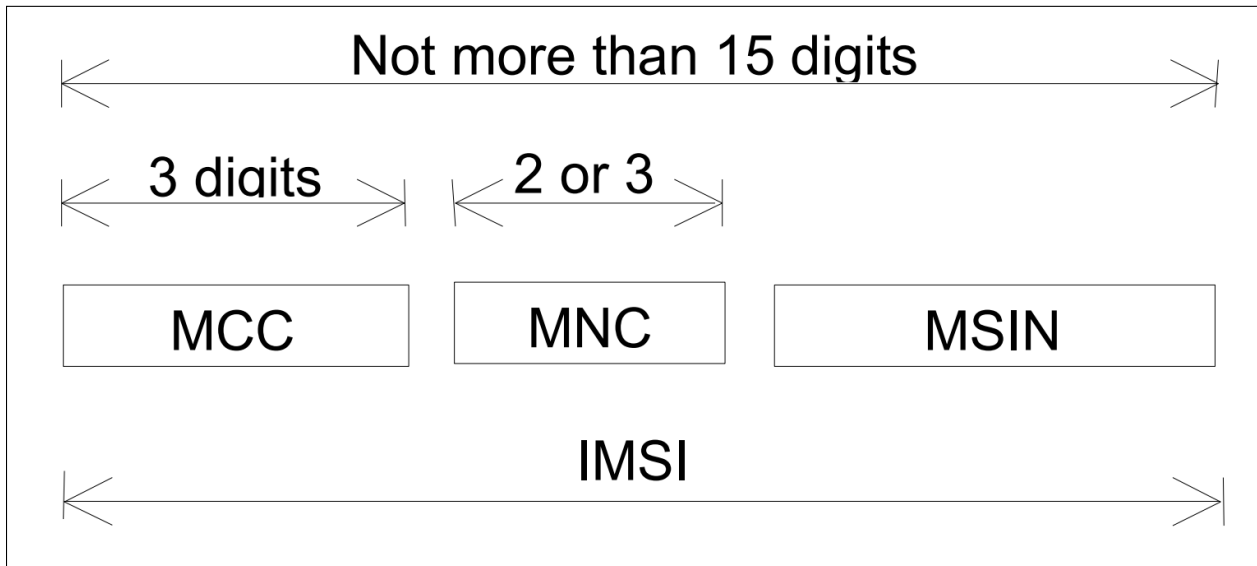 Not more than 15 digits
3 digits
2 or 3
MCC
MNC
MSIN
IMSI